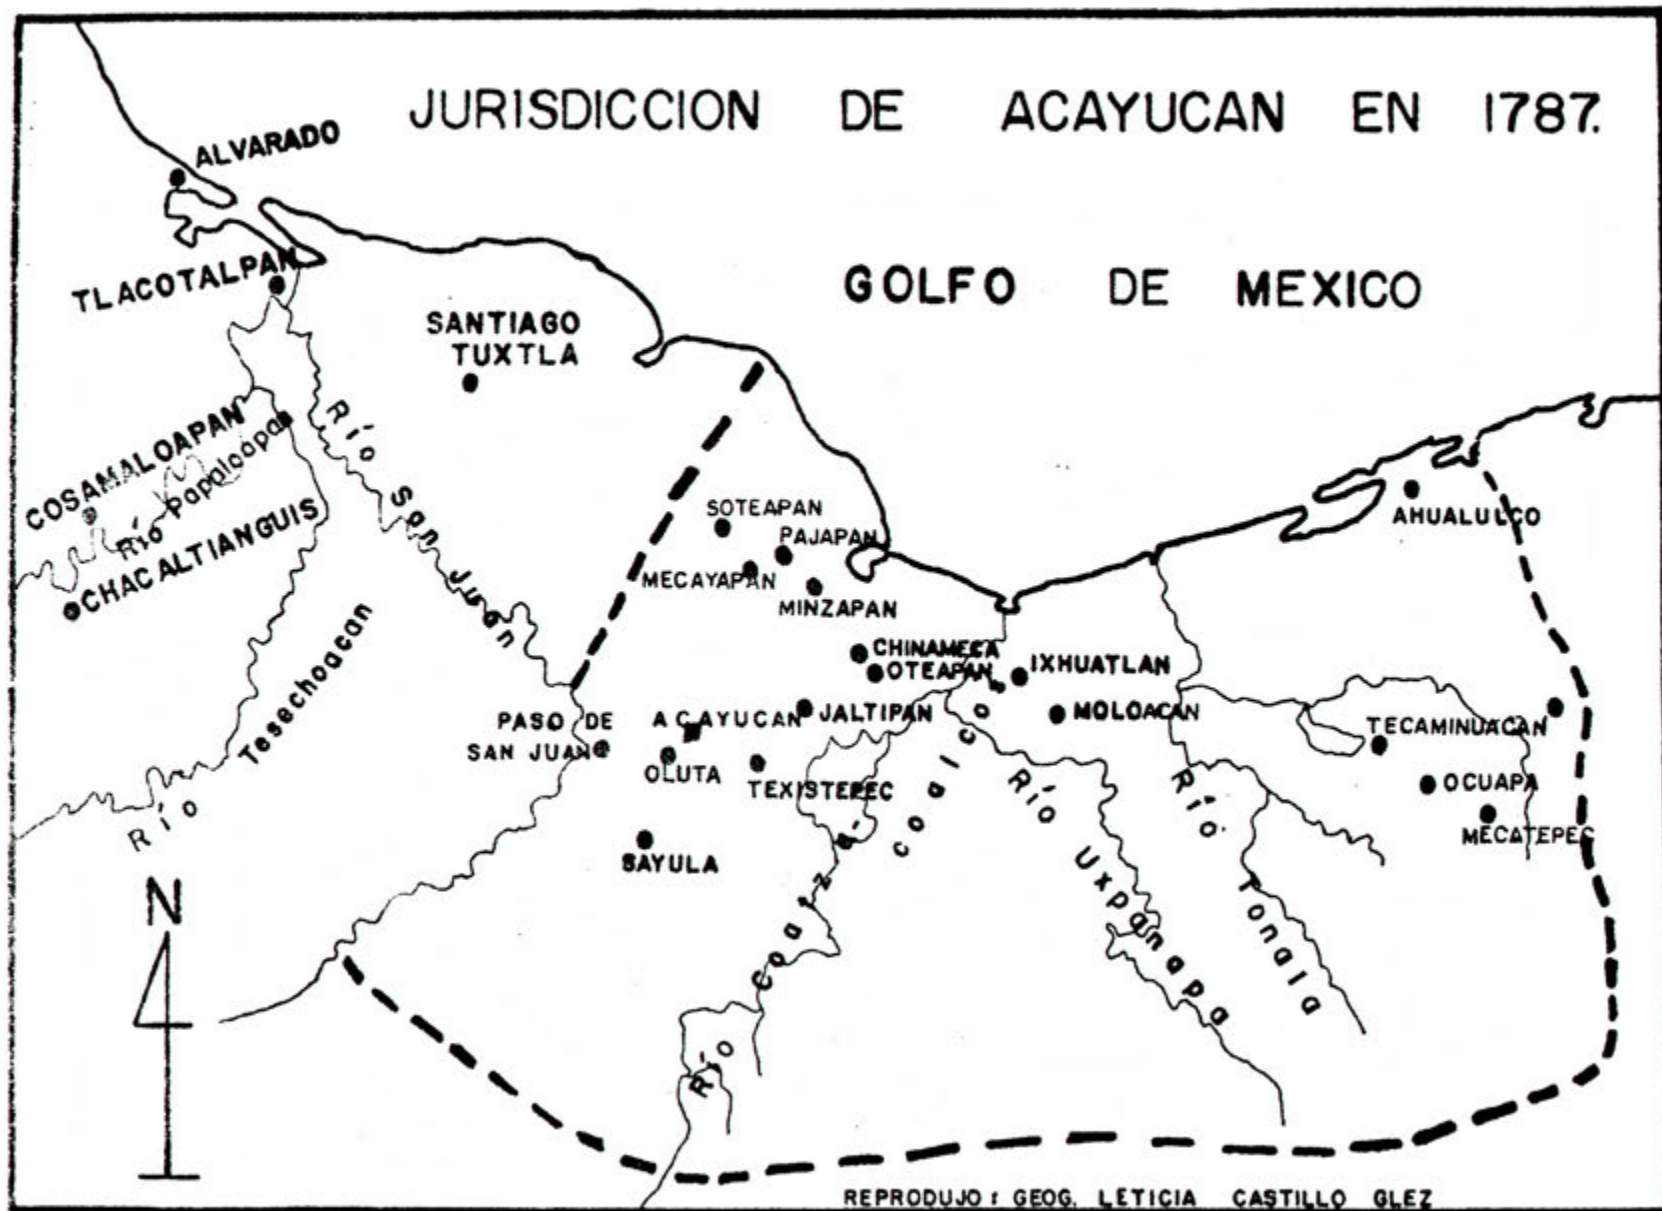 JURISDICCION DE ACAYUCAN EN 1787.
ALVARADO
TLACOTALPAN
GOLFO DE MEXICO
SANTIAGO
TUXTLA
COSAMALOAPAN
Río Papaloapan
CHACALTIANGUIS
Río San Juan
Río Tesechoacan
SOTEAPAN
PAJAPAN
MECAYAPAN
MINZAPAN
AHUALULCO
CHINAMECA
OTEAPAN
IXHUATLAN
JALTIPAN
MOLOACAN
ACAYUCAN
PASO DE
SAN JUAN
OLUTA
TEXISTEPEC
SAYULA
TECAMINUACAN
OCUAPA
MECATEPEC
Río Coatza-
coalcos
Río Uxpanapa
Río Tonala
N
REPRODUJO: GEOG. LETICIA CASTILLO GLEZ